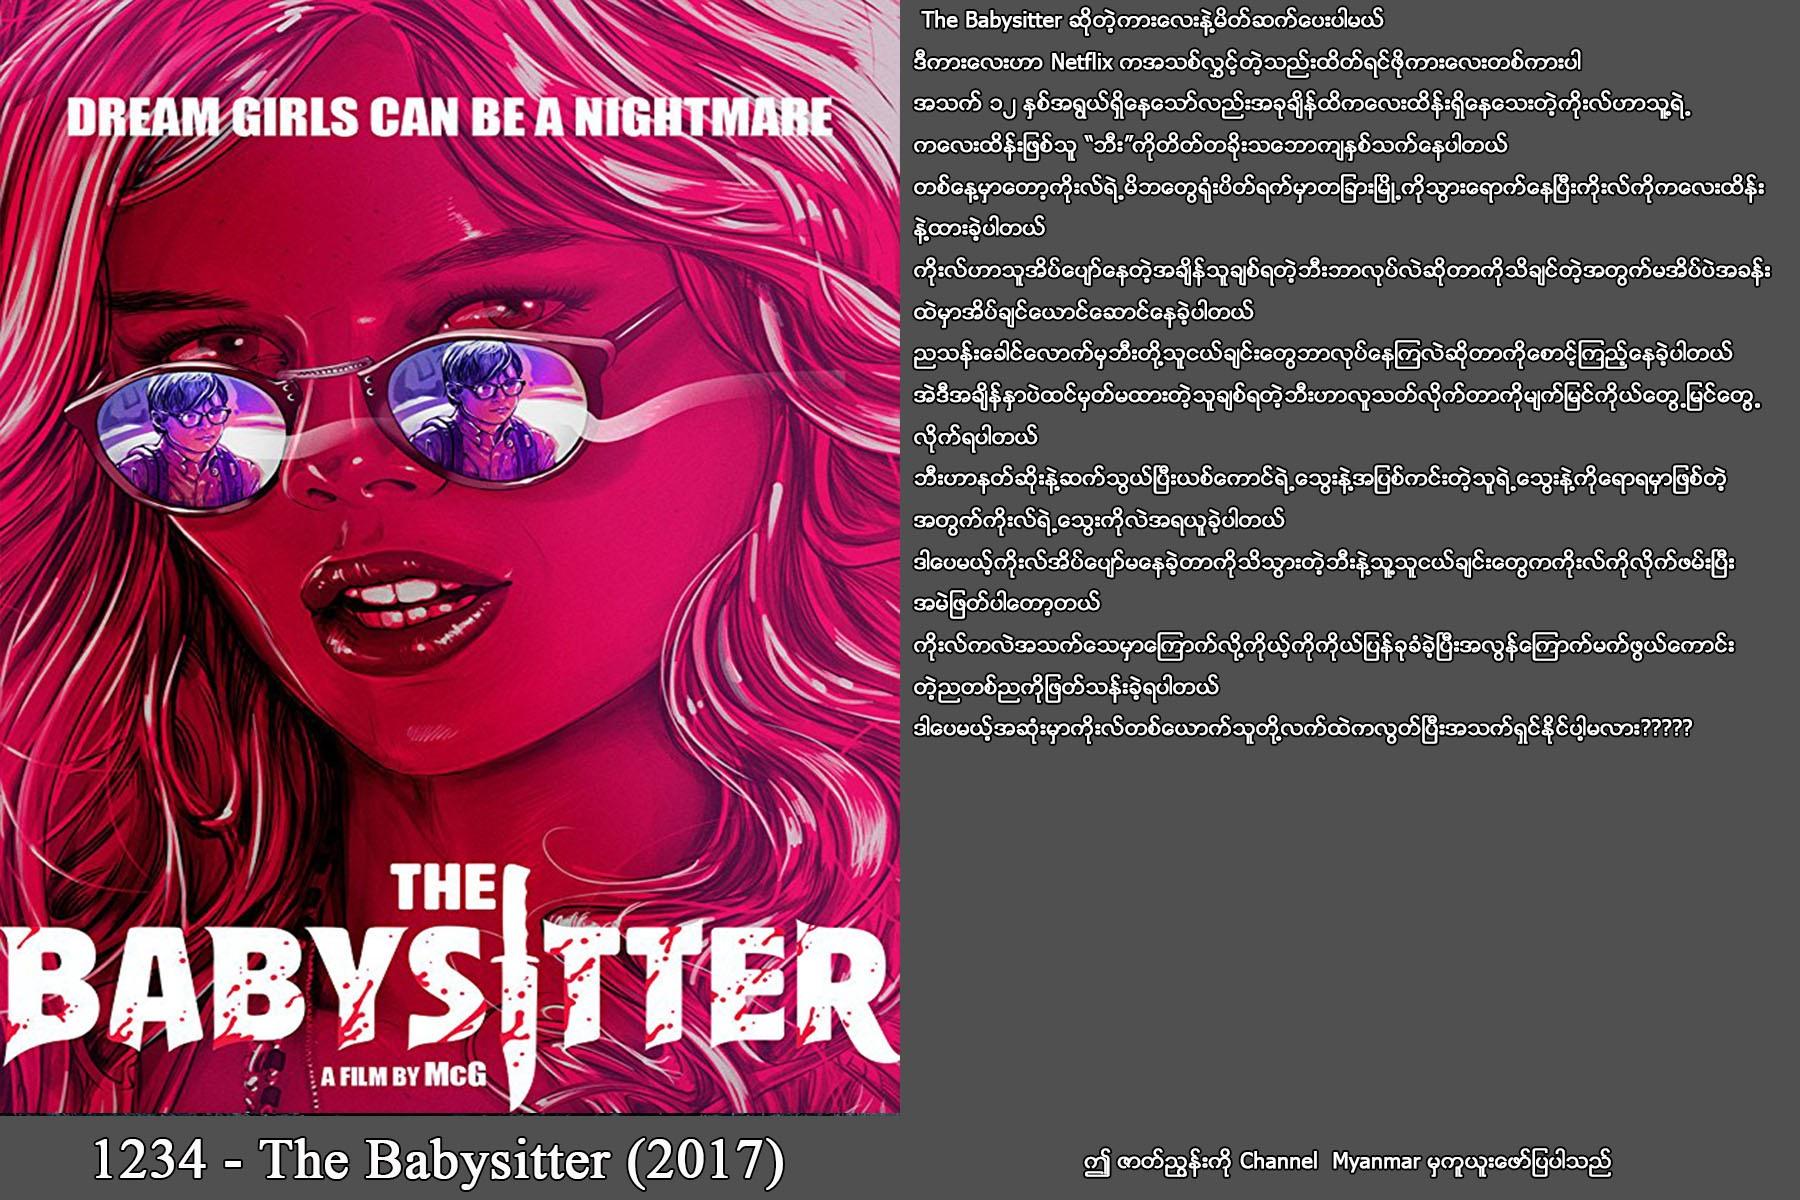 DREAM GIRLS CAN BE A NIGHTMARE
THE
BABYSITTER
A FILM BY McG
1234 - The Babysitter (2017)
The Babysitter ဆိုတဲ့ကားလေးနဲ့မိတ်ဆက်ပေးပါမယ်
ဒီကားလေးဟာ Netflix ကအသစ်လွှင့်တဲ့သည်းထိတ်ရင်ဖိုကားလေးတစ်ကားပါ
အသက် ၁၂ နှစ်အရွယ်ရှိနေသော်လည်းအခုချိန်ထိကလေးထိန်းရှိနေသေးတဲ့ကိုးလ်ဟာသူ့ရဲ့
ကလေးထိန်းဖြစ်သူ “ဘီး”ကိုတိတ်တခိုးသဘောကျနှစ်သက်နေပါတယ်
တစ်နေ့မှာတော့ကိုးလ်ရဲ့မိဘတွေရုံးပိတ်ရက်မှာတခြားမြို့ကိုသွားရောက်နေပြီးကိုးလ်ကိုကလေးထိန်း
နဲ့ထားခဲ့ပါတယ်
ကိုးလ်ဟာသူအိပ်ပျော်နေတဲ့အချိန်သူချစ်ရတဲ့ဘီးဘာလုပ်လဲဆိုတာကိုသိချင်တဲ့အတွက်မအိပ်ပဲအခန်း
ထဲမှာအိပ်ချင်ယောင်ဆောင်နေခဲ့ပါတယ်
ညသန်းခေါင်လောက်မှဘီးတို့သူငယ်ချင်းတွေဘာလုပ်နေကြလဲဆိုတာကိုစောင့်ကြည့်နေခဲ့ပါတယ်
အဲဒီအချိန်နှာပဲထင်မှတ်မထားတဲ့သူချစ်ရတဲ့ဘီးဟာလူသတ်လိုက်တာကိုမျက်မြင်ကိုယ်တွေ့မြင်တွေ့
လိုက်ရပါတယ်
ဘီးဟာနတ်ဆိုးနဲ့ဆက်သွယ်ပြီးယစ်ကောင်ရဲ့သွေးနဲ့အပြစ်ကင်းတဲ့သူရဲ့သွေးနဲ့ကိုရောရမှာဖြစ်တဲ့
အတွက်ကိုးလ်ရဲ့သွေးကိုလဲအရယူခဲ့ပါတယ်
ဒါပေမယ့်ကိုးလ်အိပ်ပျော်မနေခဲ့တာကိုသိသွားတဲ့ဘီးနဲ့သူ့သူငယ်ချင်းတွေကကိုးလ်ကိုလိုက်ဖမ်းပြီး
အမဲဖြတ်ပါတော့တယ်
ကိုးလ်ကလဲအသက်သေမှာကြောက်လို့ကိုယ့်ကိုကိုယ်ပြန်ခုခံခဲ့ပြီးအလွန်ကြောက်မက်ဖွယ်ကောင်း
တဲ့ညတစ်ညကိုဖြတ်သန်းခဲ့ရပါတယ်
ဒါပေမယ့်အဆုံးမှာကိုးလ်တစ်ယောက်သူတို့လက်ထဲကလွတ်ပြီးအသက်ရှင်နိုင်ပါ့မလား?????
ဤ ဇာတ်ညွှန်းကို Channel Myanmar မှကူယူးဖော်ပြပါသည်